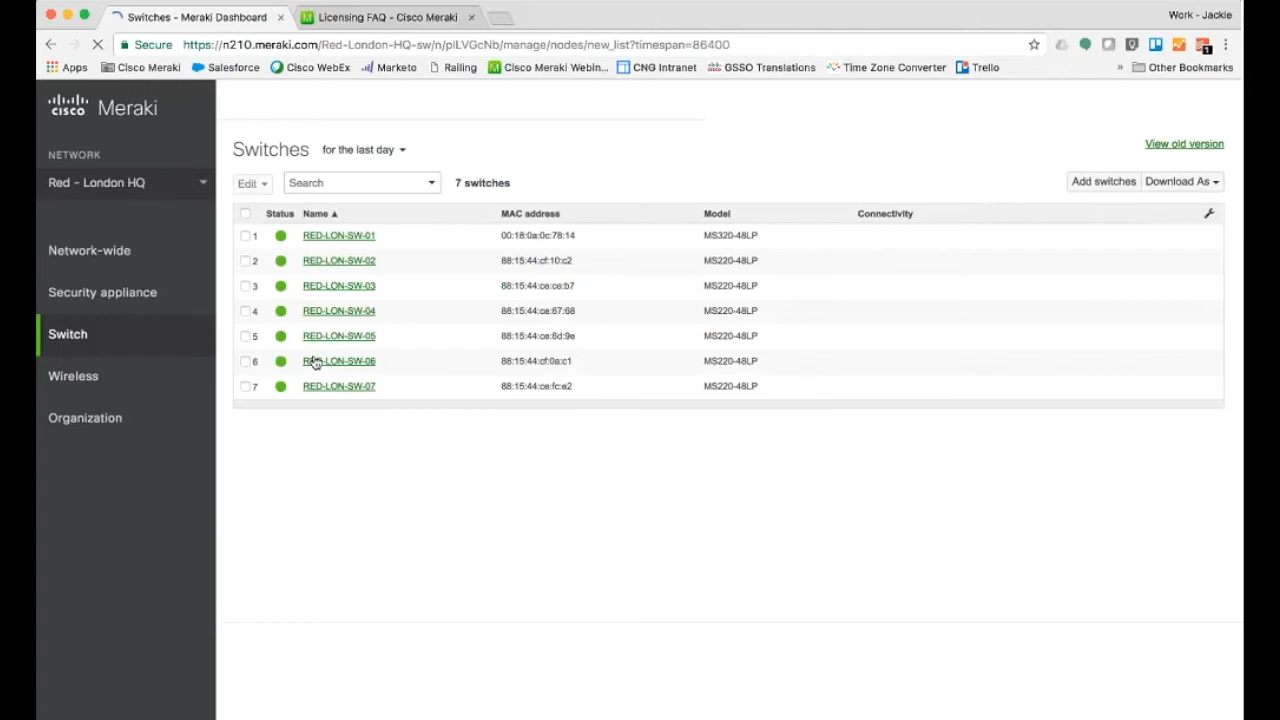 Switches - Meraki Dashboard
Licensing FAQ - Cisco Meraki
Work - Jackie
Secure
https://n210.meraki.com/Red-London-HQ-sw/n/pILVGcNb/manage/nodes/new_list?timespan=86400
Apps Cisco Meraki Salesforce Cisco WebEx Marketo Railing Cisco Meraki Webin... CNG Intranet GSSO Translations Time Zone Converter Trello » Other Bookmarks
cisco Meraki
NETWORK
Red - London HQ
Network-wide
Security appliance
Switch
Wireless
Organization
Switches for the last day
View old version
Edit Search 7 switches Add switches Download As
Status Name MAC address Model Connectivity
1 RED-LON-SW-01 00:18:0a:0c:78:14 MS320-48LP
2 RED-LON-SW-02 88:15:44:cf:10:c2 MS220-48LP
3 RED-LON-SW-03 88:15:44:ce:ce:b7 MS220-48LP
4 RED-LON-SW-04 88:15:44:ce:67:68 MS220-48LP
5 RED-LON-SW-05 88:15:44:ce:6d:9e MS220-48LP
6 RED-LON-SW-06 88:15:44:cf:0a:c1 MS220-48LP
7 RED-LON-SW-07 88:15:44:ce:fc:e2 MS220-48LP